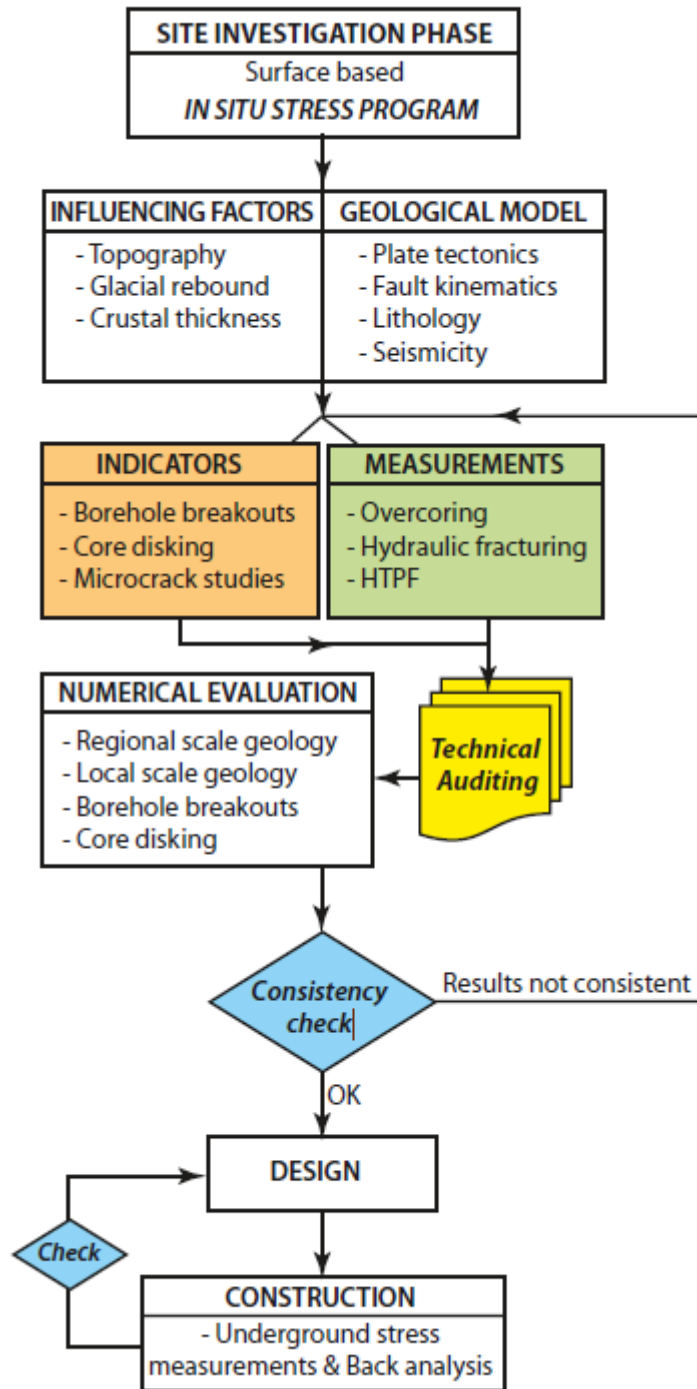 SITE INVESTIGATION PHASE
Surface based
IN SITU STRESS PROGRAM
INFLUENCING FACTORS
- Topography
- Glacial rebound
- Crustal thickness
GEOLOGICAL MODEL
- Plate tectonics
- Fault kinematics
- Lithology
- Seismicity
INDICATORS
- Borehole breakouts
- Core disking
- Microcrack studies
MEASUREMENTS
- Overcoring
- Hydraulic fracturing
- HTPF
Technical
Auditing
NUMERICAL EVALUATION
- Regional scale geology
- Local scale geology
- Borehole breakouts
- Core disking
Consistency
check
Results not consistent
OK
DESIGN
Check
CONSTRUCTION
- Underground stress
measurements & Back analysis